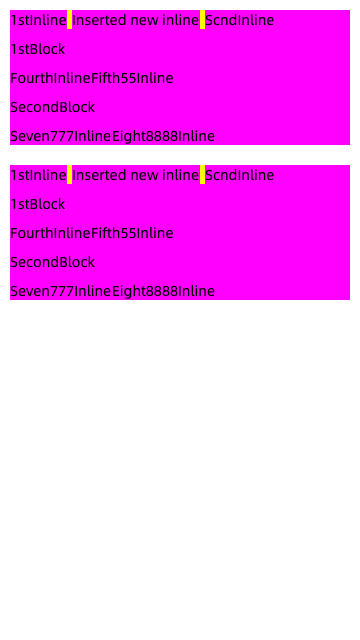 1stInline Inserted new inline ScndInline
1stBlock
FourthInlineFifth55Inline
SecondBlock
Seven777InlineEight8888Inline
1stInline Inserted new inline ScndInline
1stBlock
FourthInlineFifth55Inline
SecondBlock
Seven777InlineEight8888Inline